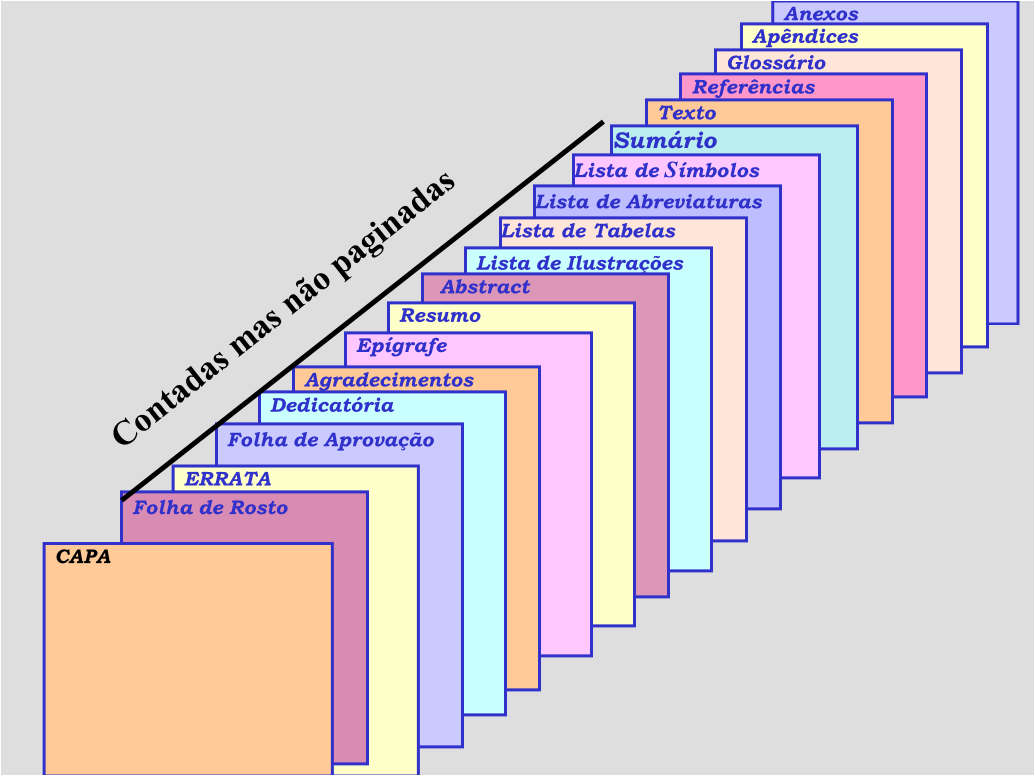 Anexos
Apêndices
Glossário
Referências
Texto
Sumário
Lista de Símbolos
Lista de Abreviaturas
Lista de Tabelas
Lista de Ilustrações
Abstract
Resumo
Epígrafe
Agradecimentos
Dedicatória
Folha de Aprovação
ERRATA
Folha de Rosto
CAPA
Contadas mas não paginadas